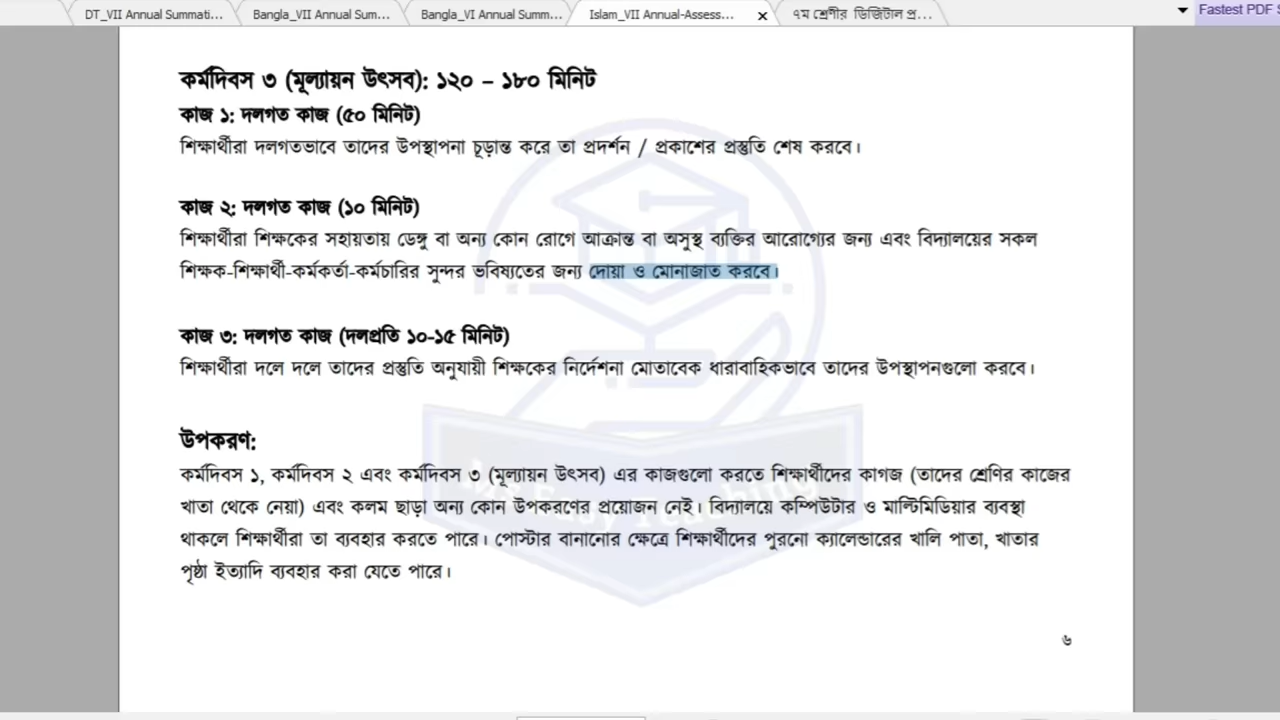 DT_VII Annual Summati...
Bangla_VII Annual Sum...
Bangla_VI Annual Summ...
Islam_VII Annual-Assess...
৭ম শ্রেণীর ডিজিটাল প্র...
Fastest PDF
কর্মদিবস ৩ (মূল্যায়ন উৎসব): ১২০ – ১৮০ মিনিট
কাজ ১: দলগত কাজ (৫০ মিনিট)
শিক্ষার্থীরা দলগতভাবে তাদের উপস্থাপনা চূড়ান্ত করে তা প্রদর্শন / প্রকাশের প্রস্তুতি শেষ করবে।
কাজ ২: দলগত কাজ (১০ মিনিট)
শিক্ষার্থীরা শিক্ষকের সহায়তায় ডেঙ্গু বা অন্য কোন রোগে আক্রান্ত বা অসুস্থ ব্যক্তির আরোগ্যের জন্য এবং বিদ্যালয়ের সকল
শিক্ষক-শিক্ষার্থী-কর্মকর্তা-কর্মচারির সুন্দর ভবিষ্যতের জন্য দোয়া ও মোনাজাত করবে।
কাজ ৩: দলগত কাজ (দলপ্রতি ১০-১৫ মিনিট)
শিক্ষার্থীরা দলে দলে তাদের প্রস্তুতি অনুযায়ী শিক্ষকের নির্দেশনা মোতাবেক ধারাবাহিকভাবে তাদের উপস্থাপনগুলো করবে।
উপকরণ:
কর্মদিবস ১, কর্মদিবস ২ এবং কর্মদিবস ৩ (মূল্যায়ন উৎসব) এর কাজগুলো করতে শিক্ষার্থীদের কাগজ (তাদের শ্রেণির কাজের
খাতা থেকে নেয়া) এবং কলম ছাড়া অন্য কোন উপকরণের প্রয়োজন নেই। বিদ্যালয়ে কম্পিউটার ও মাল্টিমিডিয়ার ব্যবস্থা
থাকলে শিক্ষার্থীরা তা ব্যবহার করতে পারে। পোস্টার বানানোর ক্ষেত্রে শিক্ষার্থীদের পুরনো ক্যালেন্ডারের খালি পাতা, খাতার
পৃষ্ঠা ইত্যাদি ব্যবহার করা যেতে পারে।
৬